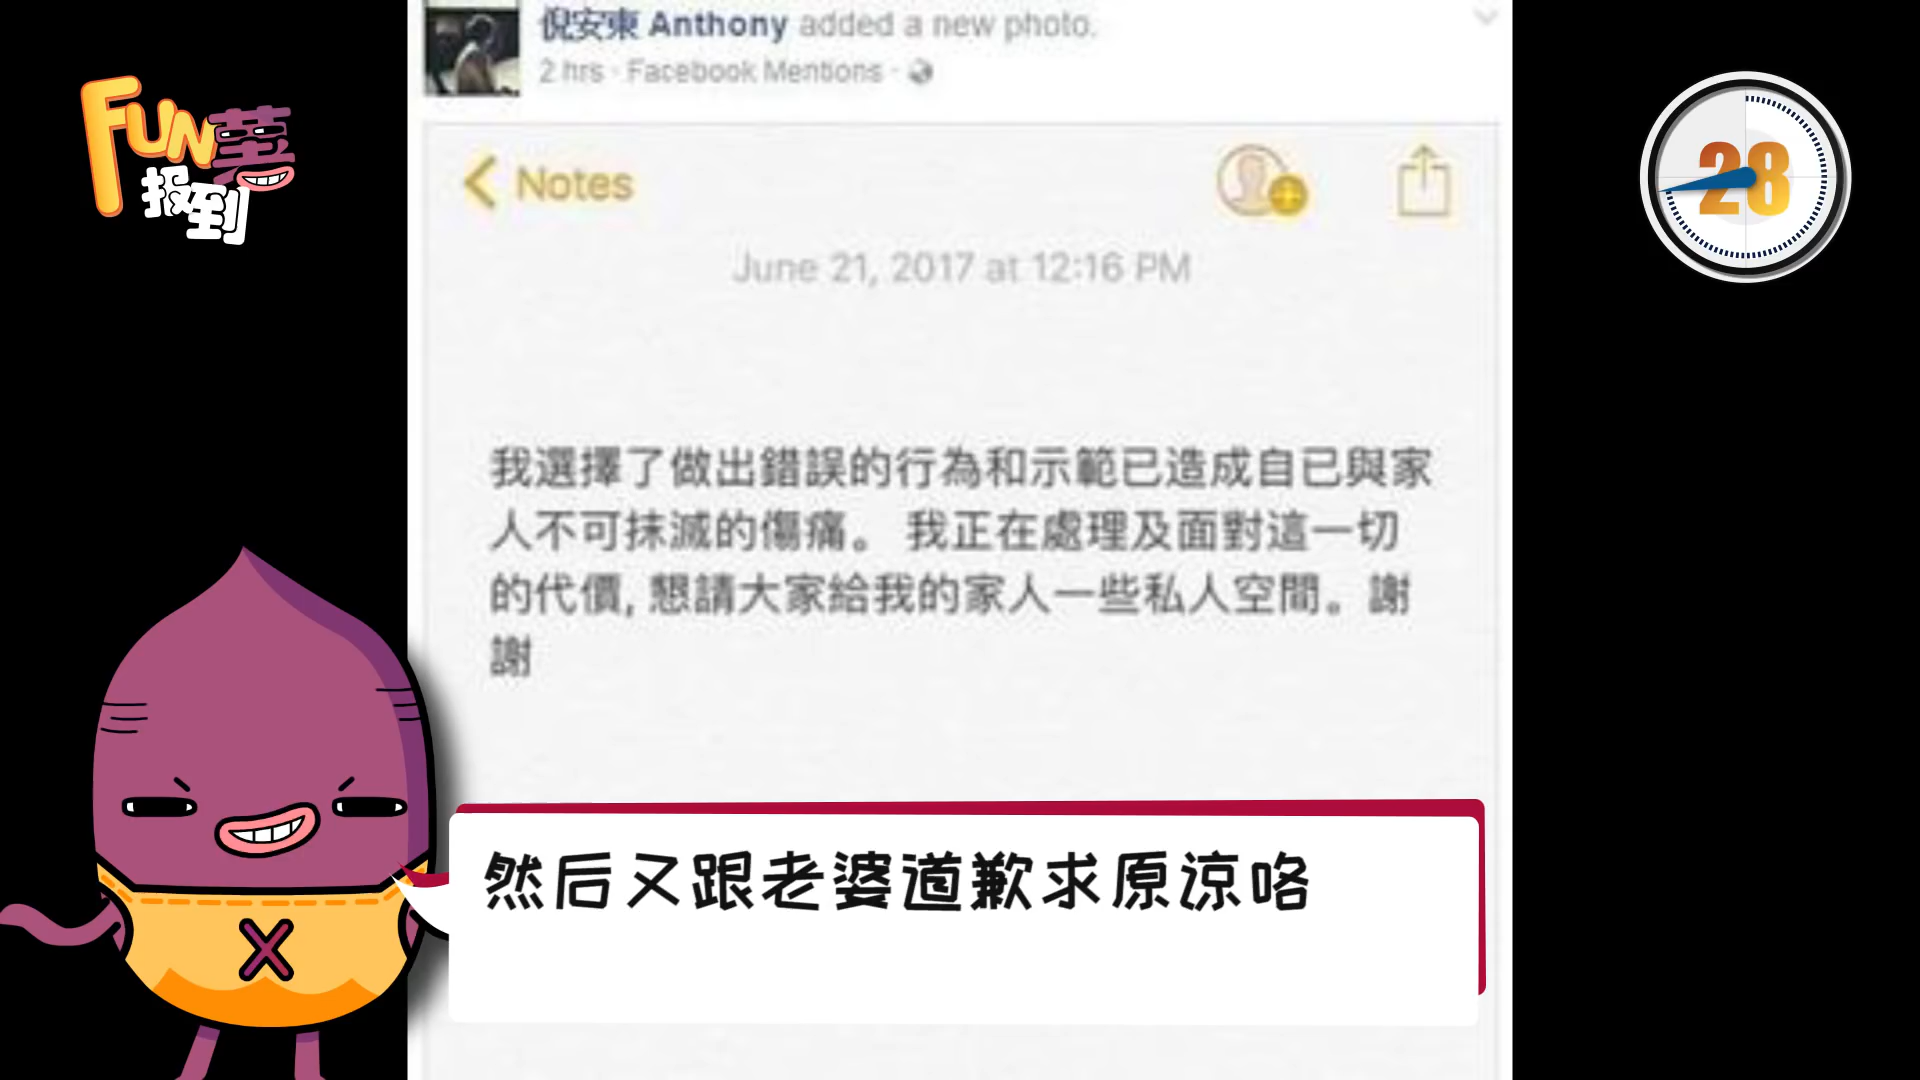 倪安東 Anthony added a new photo.
2 hrs · Facebook Mentions ·
FUN薯
报到
28
Notes
June 21, 2017 at 12:16 PM
我選擇了做出錯誤的行為和示範已造成自己與家
人不可抹滅的傷痛。 我正在處理及面對這一切
的代價, 懇請大家給我的家人一些私人空間。謝
謝
然后又跟老婆道歉求原谅咯
X